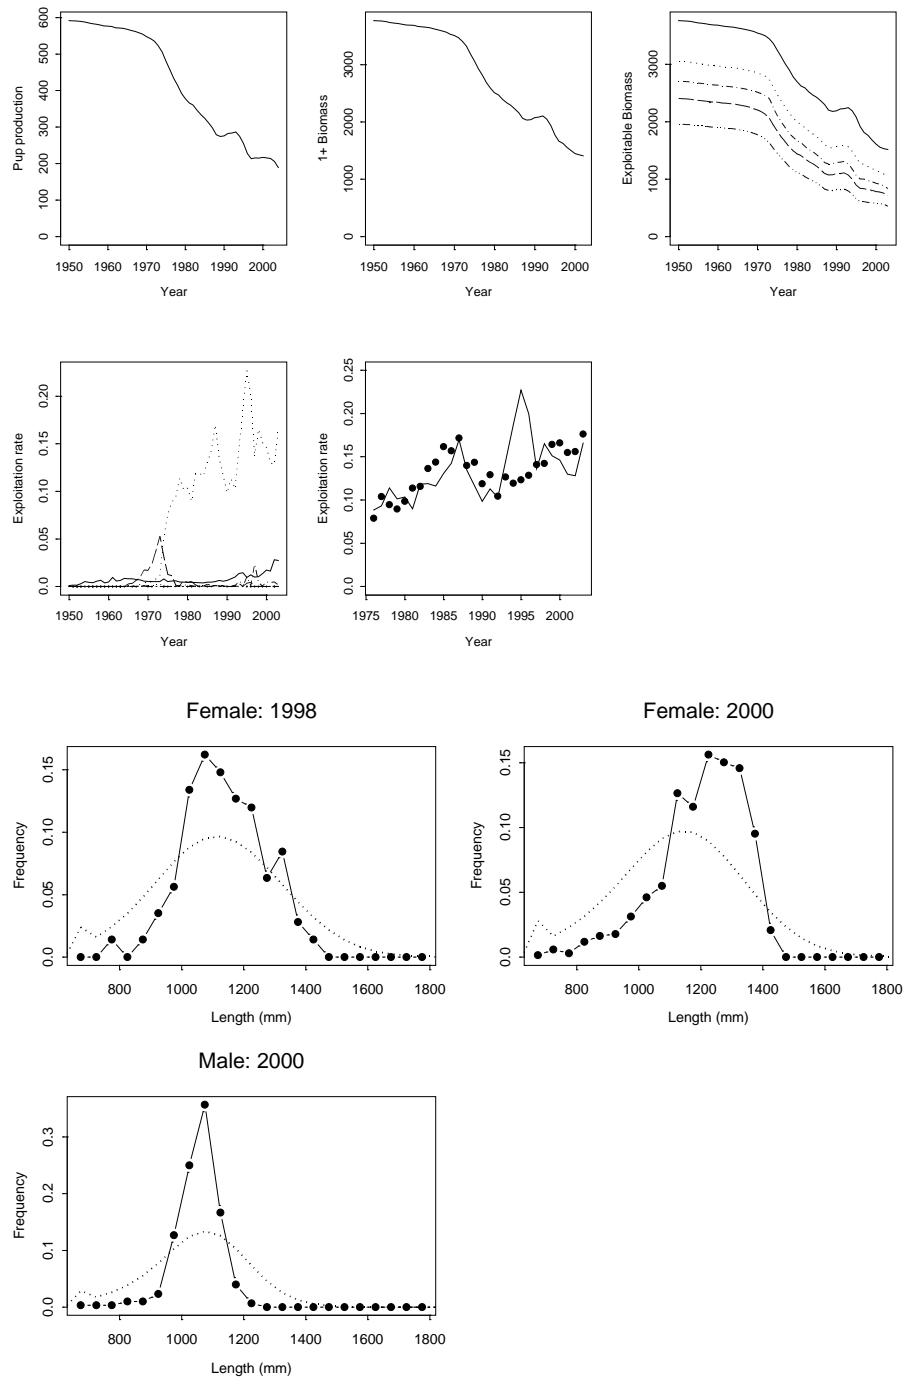 Pup production
0 100 200 300 400 500 600
1950 1960 1970 1980 1990 2000
Year
1+ Biomass
0 1000 2000 3000
1950 1960 1970 1980 1990 2000
Year
Exploitable Biomass
0 1000 2000 3000
1950 1960 1970 1980 1990 2000
Year
Exploitation rate
0.0 0.05 0.10 0.15 0.20
1950 1960 1970 1980 1990 2000
Year
Exploitation rate
0.0 0.05 0.10 0.15 0.20 0.25
1975 1980 1985 1990 1995 2000
Year
Female: 1998
Frequency
0.0 0.05 0.10 0.15
800 1000 1200 1400 1600 1800
Length (mm)
Female: 2000
Frequency
0.0 0.05 0.10 0.15
800 1000 1200 1400 1600 1800
Length (mm)
Male: 2000
Frequency
0.0 0.1 0.2 0.3
800 1000 1200 1400 1600 1800
Length (mm)